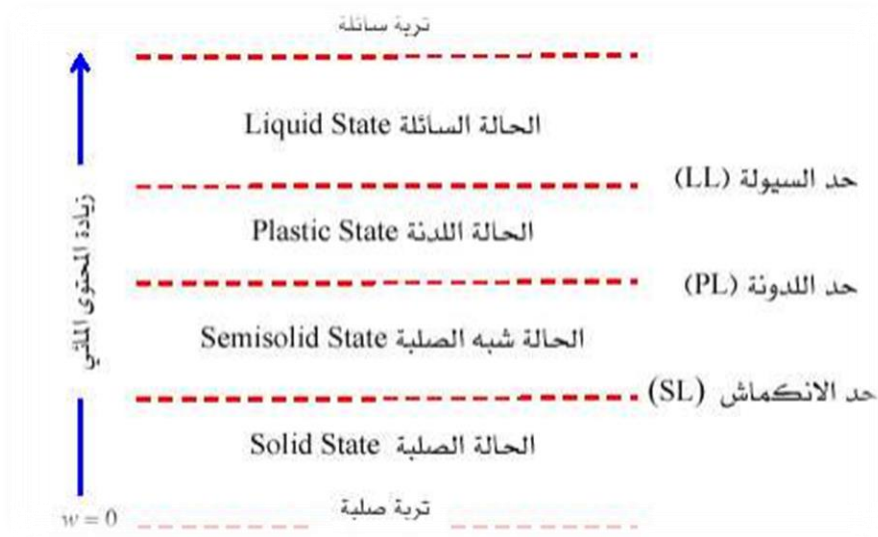 تربة سائلة
الحالة السائلة Liquid State
حد السيولة (LL)
الحالة اللدنة Plastic State
حد اللدونة (PL)
الحالة شبه الصلبة Semisolid State
حد الانكماش (SL)
الحالة الصلبة Solid State
تربة صلبة
w = 0
زيادة المحتوى المائي